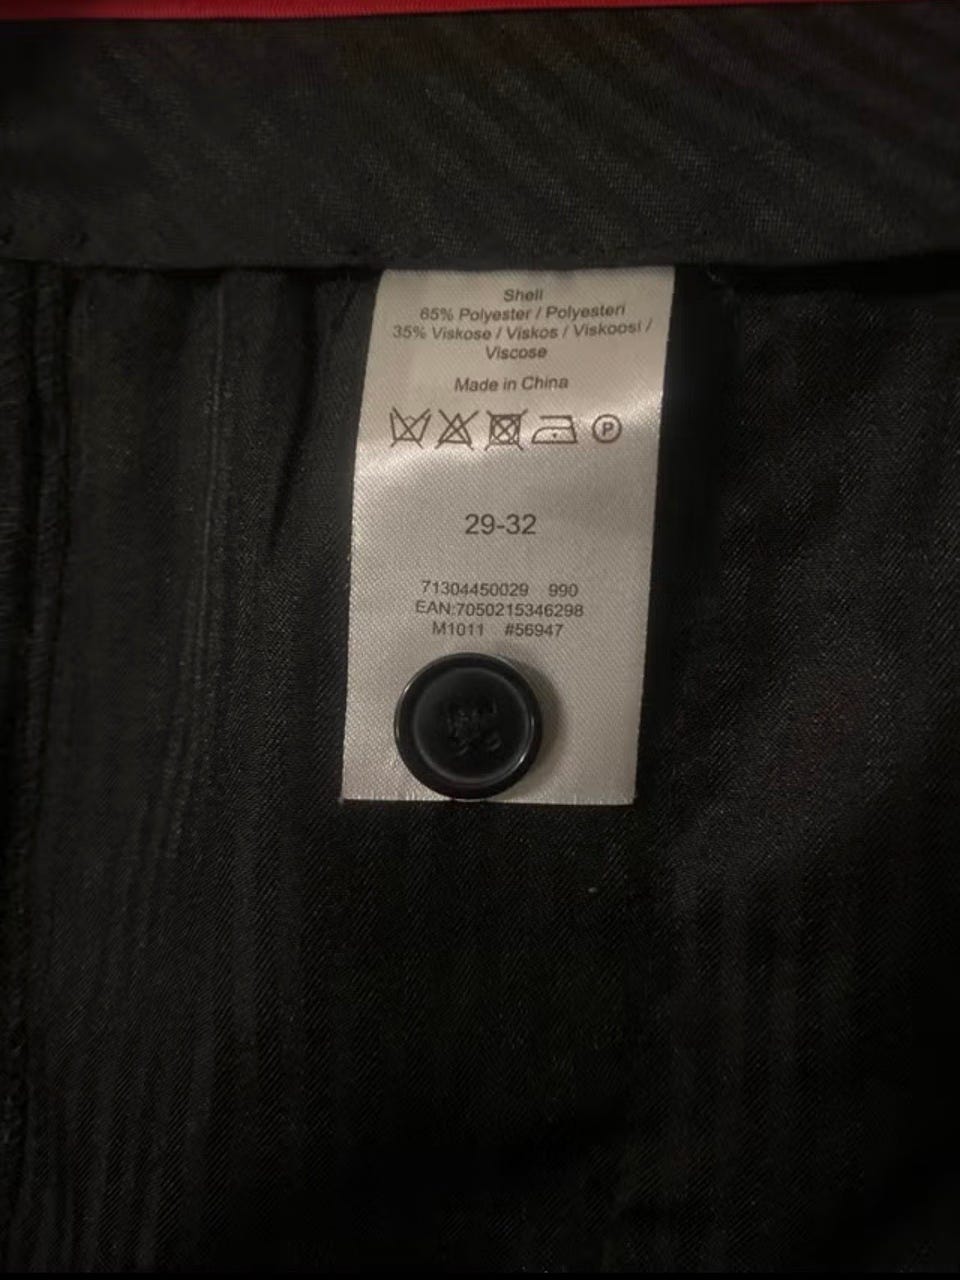 Shell
65% Polyester / Polyesteri
35% Viskose / Viskos / Viskoosi /
Viscose
Made in China
P
29-32
71304450029 990
EAN:7050215346298
M1011 #56947